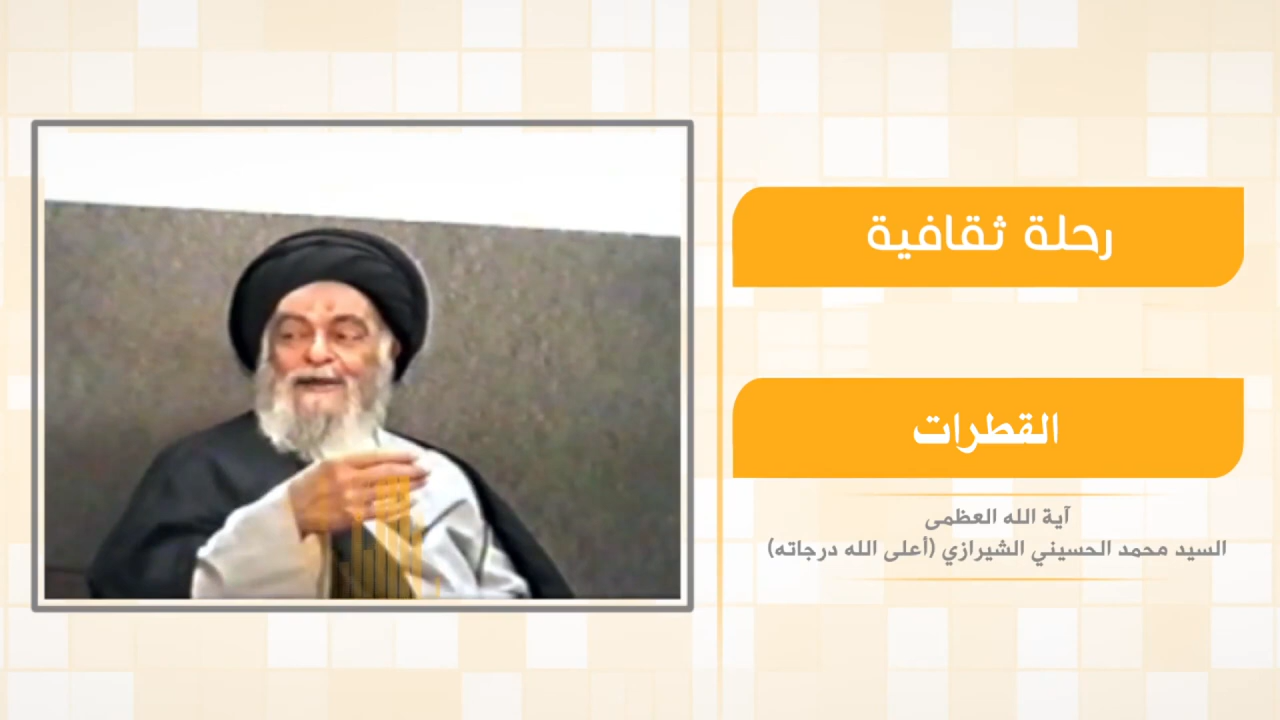 رحلة ثقافية
القطرات
آية الله العظمى
السيد محمد الحسيني الشيرازي (أعلى الله درجاته)